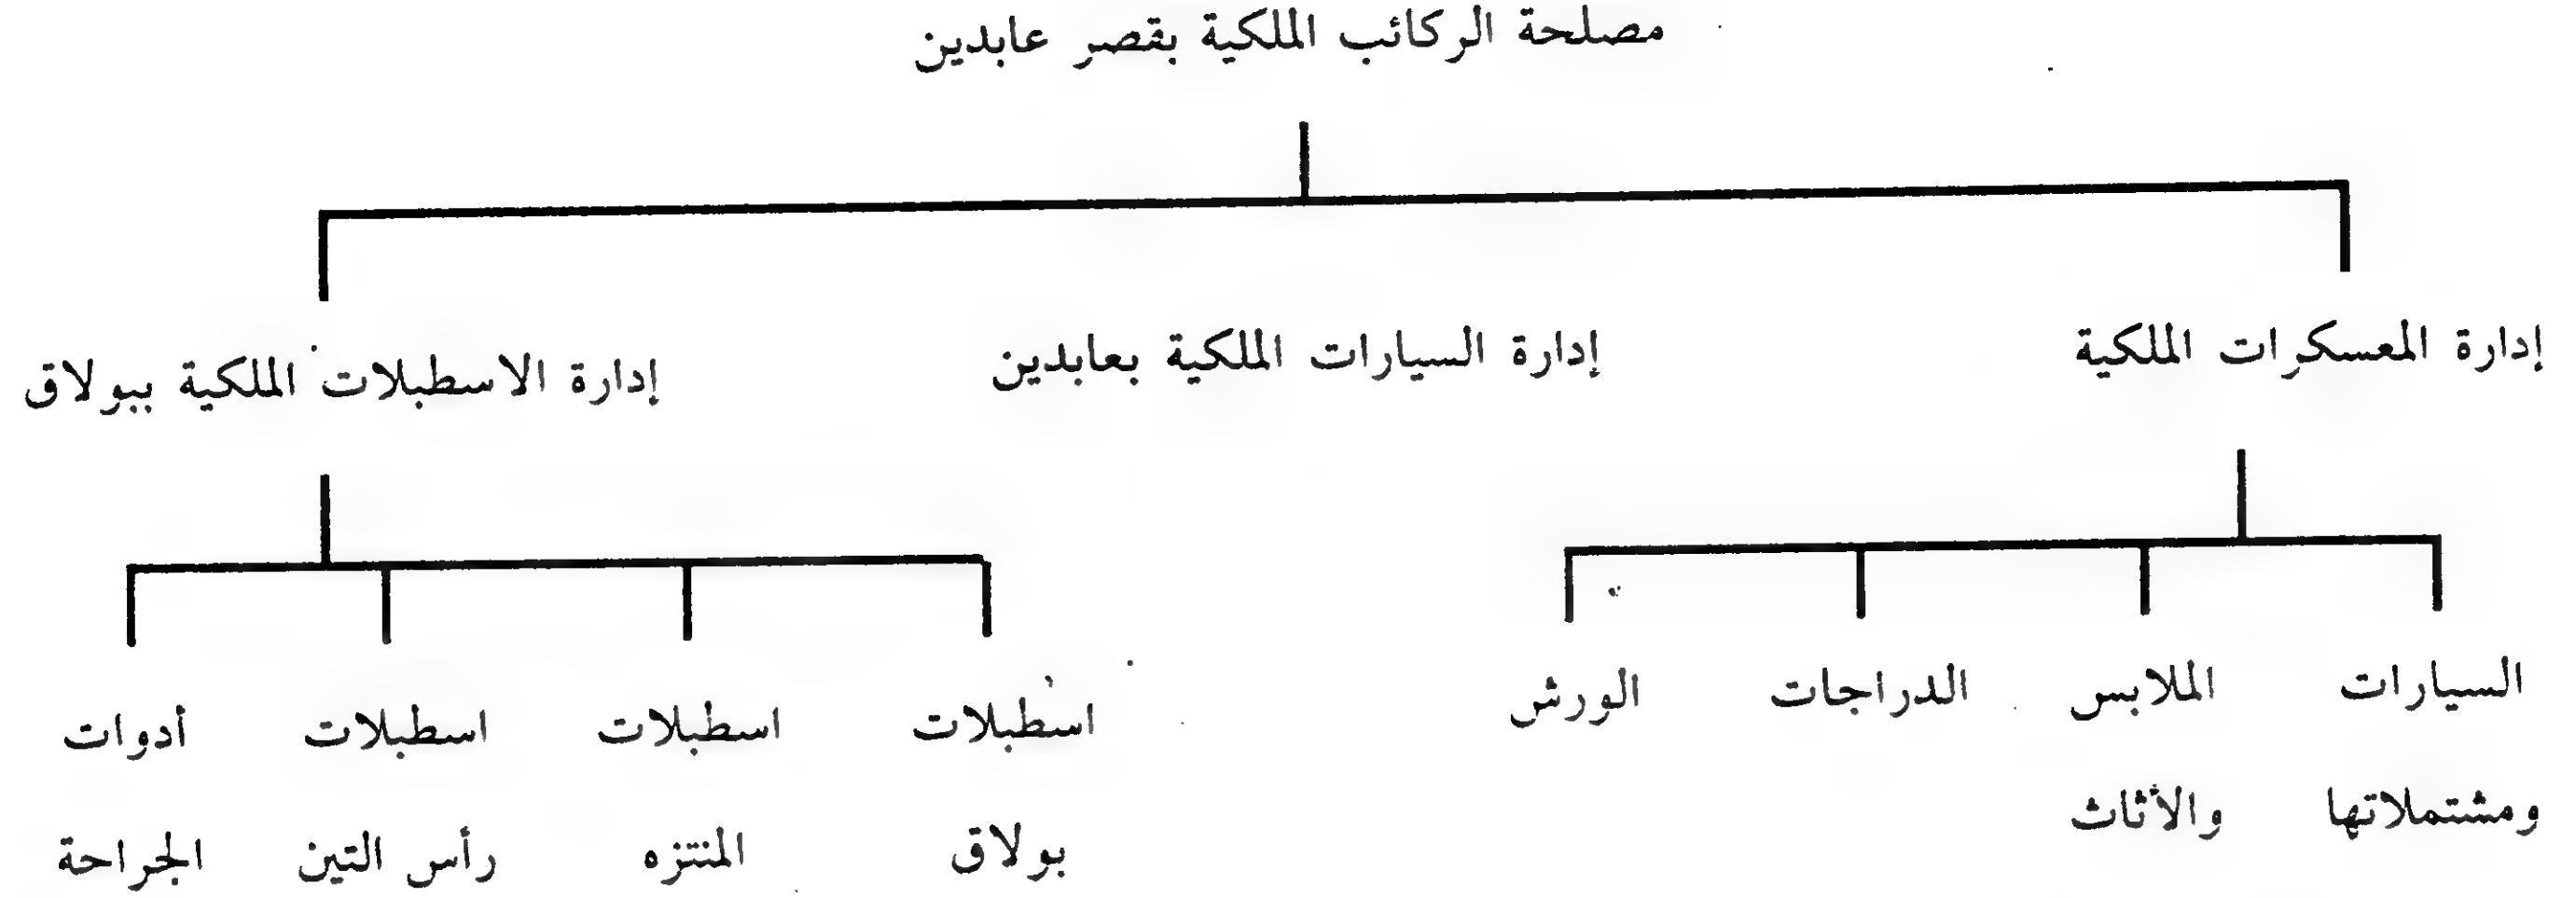 مصلحة الركائب الملكية بقصر عابدين
إدارة المعسكرات الملكية
إدارة السيارات الملكية بعابدين
إدارة الاسطبلات الملكية ببولاق
السيارات
ومشتملاتها
الملابس
والأثاث
الدراجات
الورش
اسطبلات
بولاق
اسطبلات
المنتزه
اسطبلات
رأس التين
أدوات
الجراحة